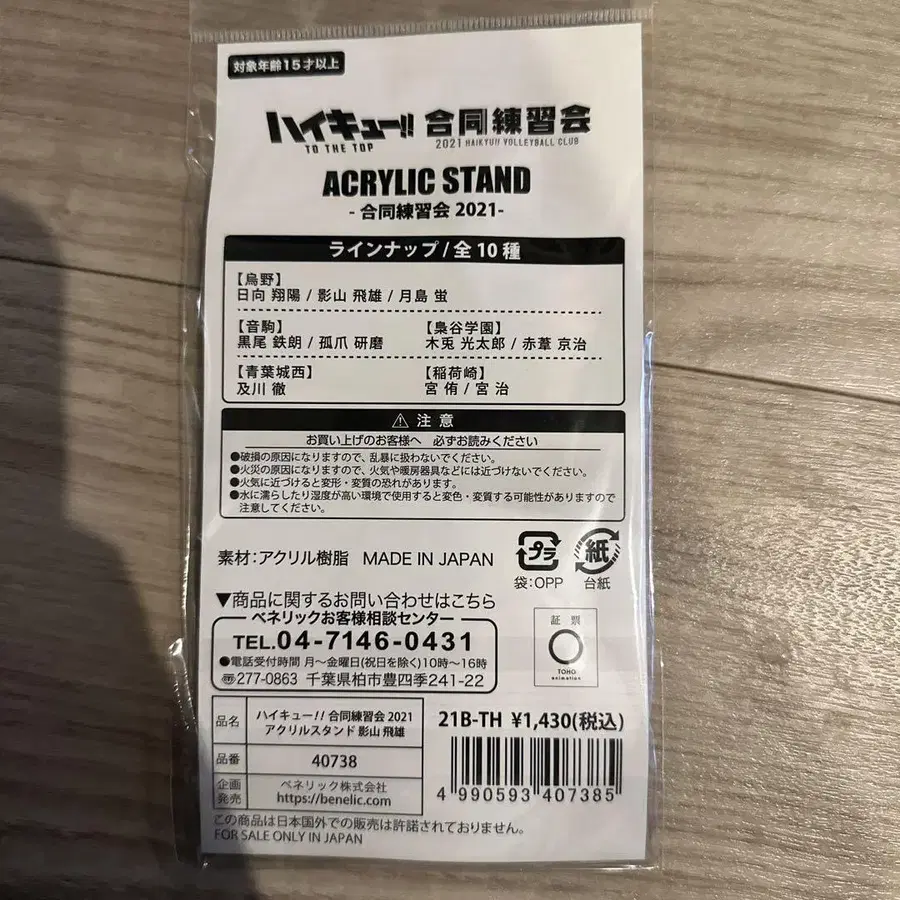 対象年齢15才以上
ハイキュー!! 合同練習会
TO THE TOP 2021 HAIKYU!! VOLLEYBALL CLUB
ACRYLIC STAND
- 合同練習会 2021-
ラインナップ/全10種
【烏野】
日向 翔陽 / 影山 飛雄 / 月島 蛍
【音駒】 【梟谷学園】
黒尾 鉄朗 / 孤爪 研磨 木兎 光太郎 / 赤葦 京治
【青葉城西】 【稲荷崎】
及川 徹 宮 侑 / 宮 治
⚠ 注 意
お買い上げのお客様へ 必ずお読みください
●破損の原因になりますので、乱暴に扱わないでください。
●火災の原因になりますので、火気や暖房器具などには近づけないでください。
●火気に近づけると変形・変質の恐れがあります。
●水に濡らしたり湿度が高い環境で使用すると変色・変質する可能性がありますので
注意してください。
素材:アクリル樹脂 MADE IN JAPAN
プラ
袋:OPP
紙
台紙
▼商品に関するお問い合わせはこちら
ベネリックお客様相談センター
TEL.04-7146-0431
●電話受付時間 月～金曜日(祝日を除く)10時～16時
〠277-0863 千葉県柏市豊四季241-22
証 票
TOHO
animation
品名 ハイキュー!! 合同練習会 2021
アクリルスタンド 影山 飛雄
品番 40738
企画
発売
ベネリック株式会社
https://benelic.com
21B-TH ¥1,430(税込)
4 990593 407385
この商品は日本国外での販売は許諾されておりません。
FOR SALE ONLY IN JAPAN